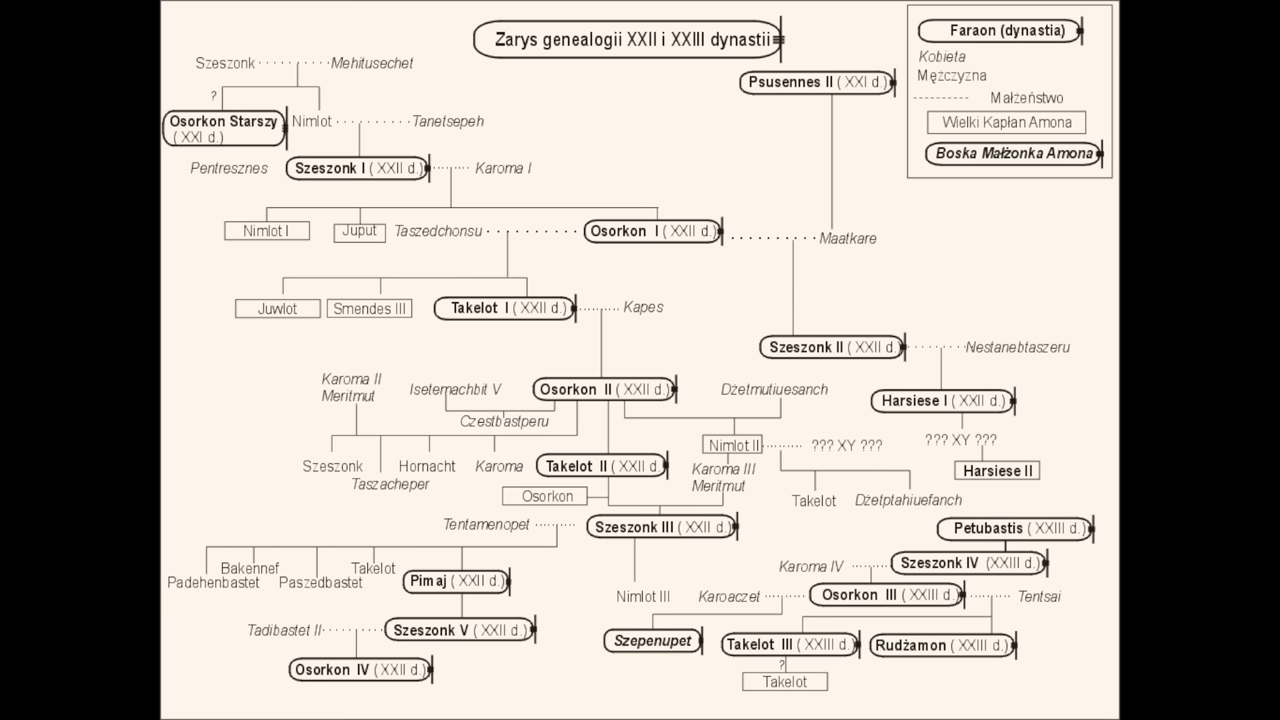 Zarys genealogii XXII i XXIII dynastii
Faraon (dynastia)
Kobieta
Mężczyzna
Małżeństwo
Wielki Kapłan Amona
Boska Małżonka Amona
Szeszonk
Mehitusechet
Psusennes II ( XXI d.)
?
Osorkon Starszy
( XXI d.)
Nimlot
Tanetsepeh
Pentresznes
Szeszonk I ( XXII d.)
Karoma I
Nimlot I
Juput
Taszedchonsu
Osorkon I ( XXII d.)
Maatkare
Juwlot
Smendes III
Takelot I ( XXII d.)
Kapes
Szeszonk II ( XXII d.)
Nestanebtaszeru
Karoma II
Meritmut
Isetemachbit V
Osorkon II ( XXII d.)
Dżetmutiuesanch
Harsiese I ( XXII d.)
Czestbastperu
Nimlot II
??? XY ???
??? XY ???
Szeszonk
Hornacht
Karoma
Takelot II ( XXII d.)
Karoma III
Meritmut
Harsiese II
Taszacheper
Osorkon
Takelot
Dżetptahiuefanch
Tentamenopet
Szeszonk III ( XXII d.)
Petubastis ( XXIII d.)
Bakennef
Takelot
Karoma IV
Szeszonk IV (XXIII d.)
Padehenbastet
Paszedbastet
Pimaj ( XXII d.)
Nimlot III
Karoaczet
Osorkon III ( XXIII d.)
Tentsai
Tadibastet II
Szeszonk V ( XXII d.)
Szepenupet
Takelot III ( XXIII d.)
Rudżamon ( XXIII d.)
Osorkon IV ( XXII d.)
?
Takelot